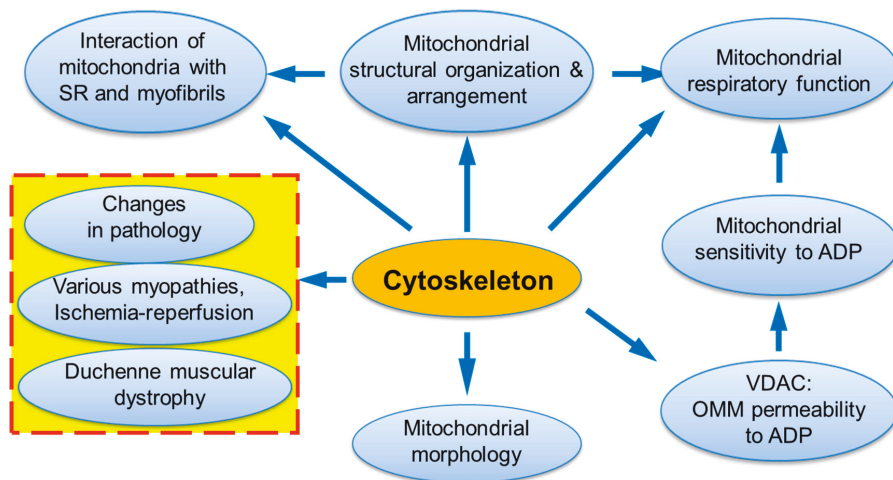 Interaction of
mitochondria with
SR and myofibrils
Mitochondrial
structural organization &
arrangement
Mitochondrial
respiratory function
Changes
in pathology
Various myopathies,
Ischemia-reperfusion
Duchenne muscular
dystrophy
Cytoskeleton
Mitochondrial
sensitivity to ADP
Mitochondrial
morphology
VDAC:
OMM permeability
to ADP